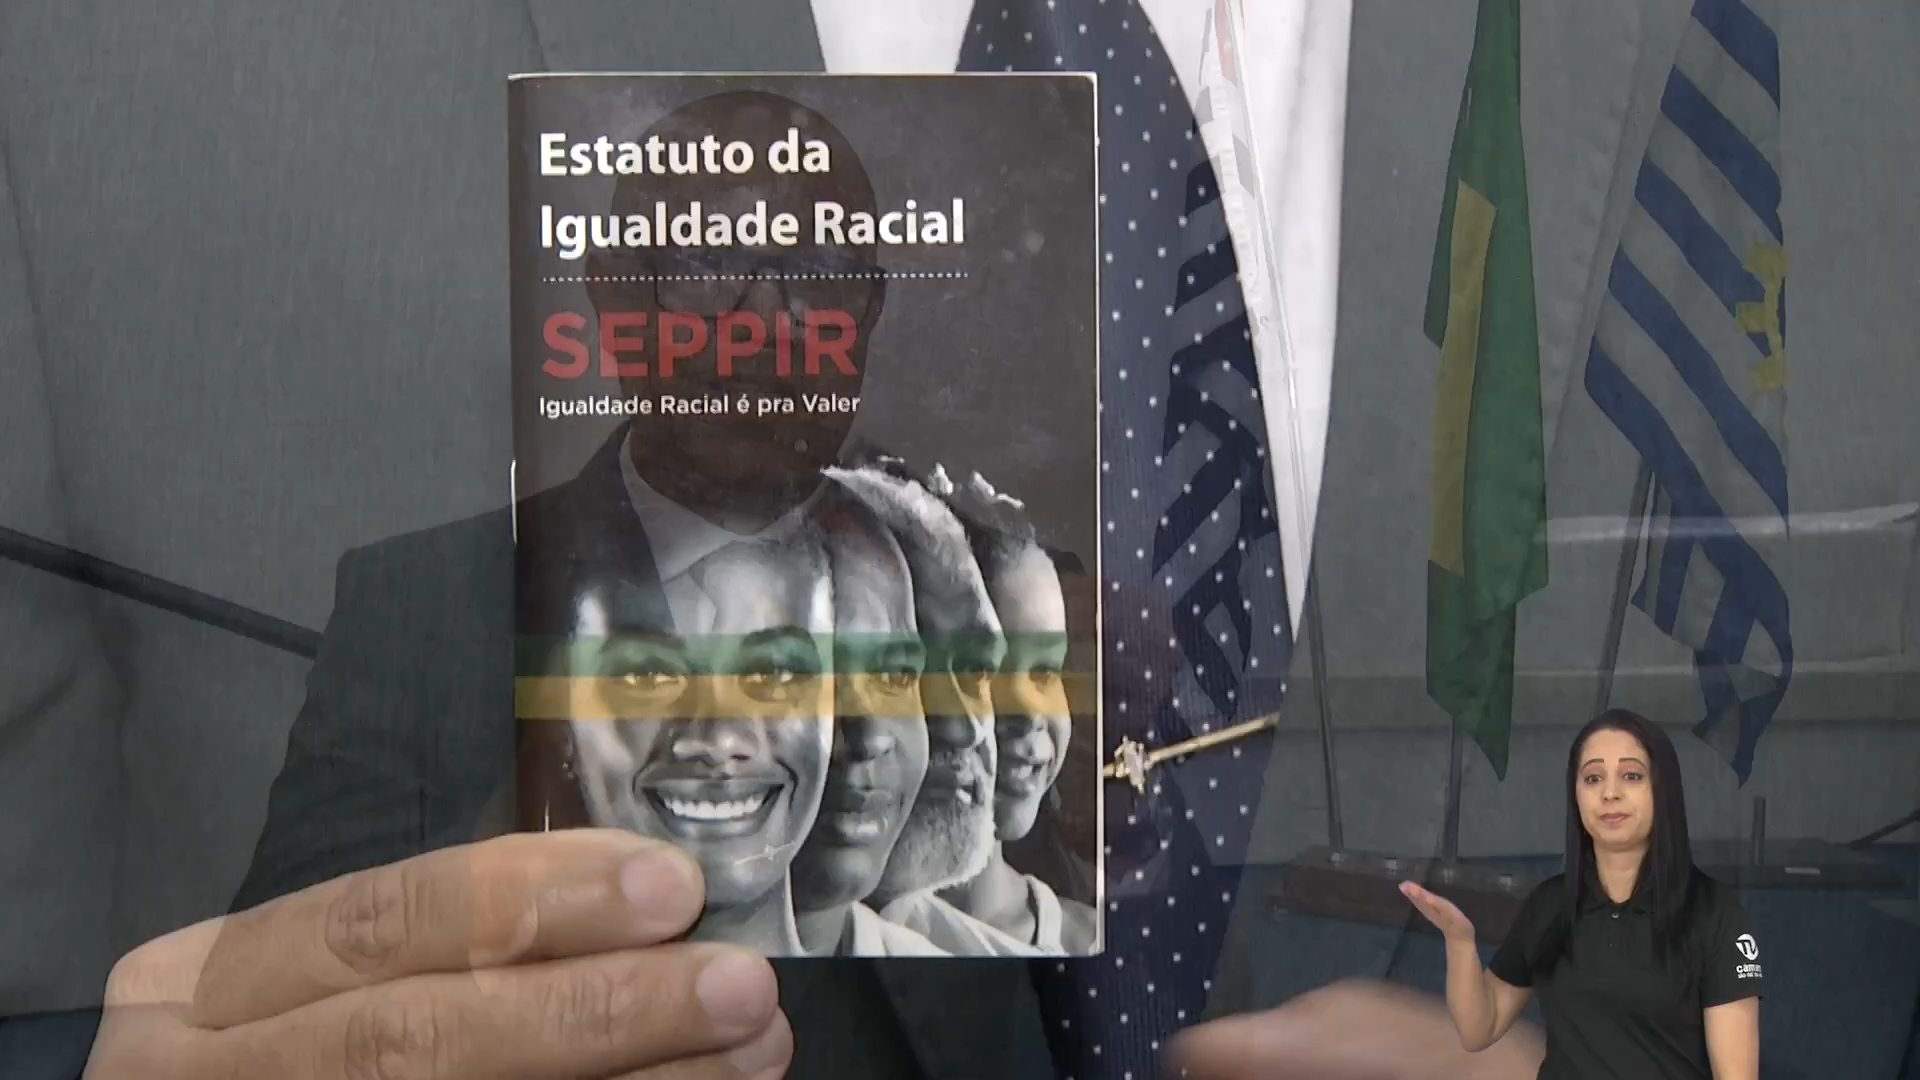 Estatuto da
Igualdade Racial
SEPPIR
Igualdade Racial é pra Valer